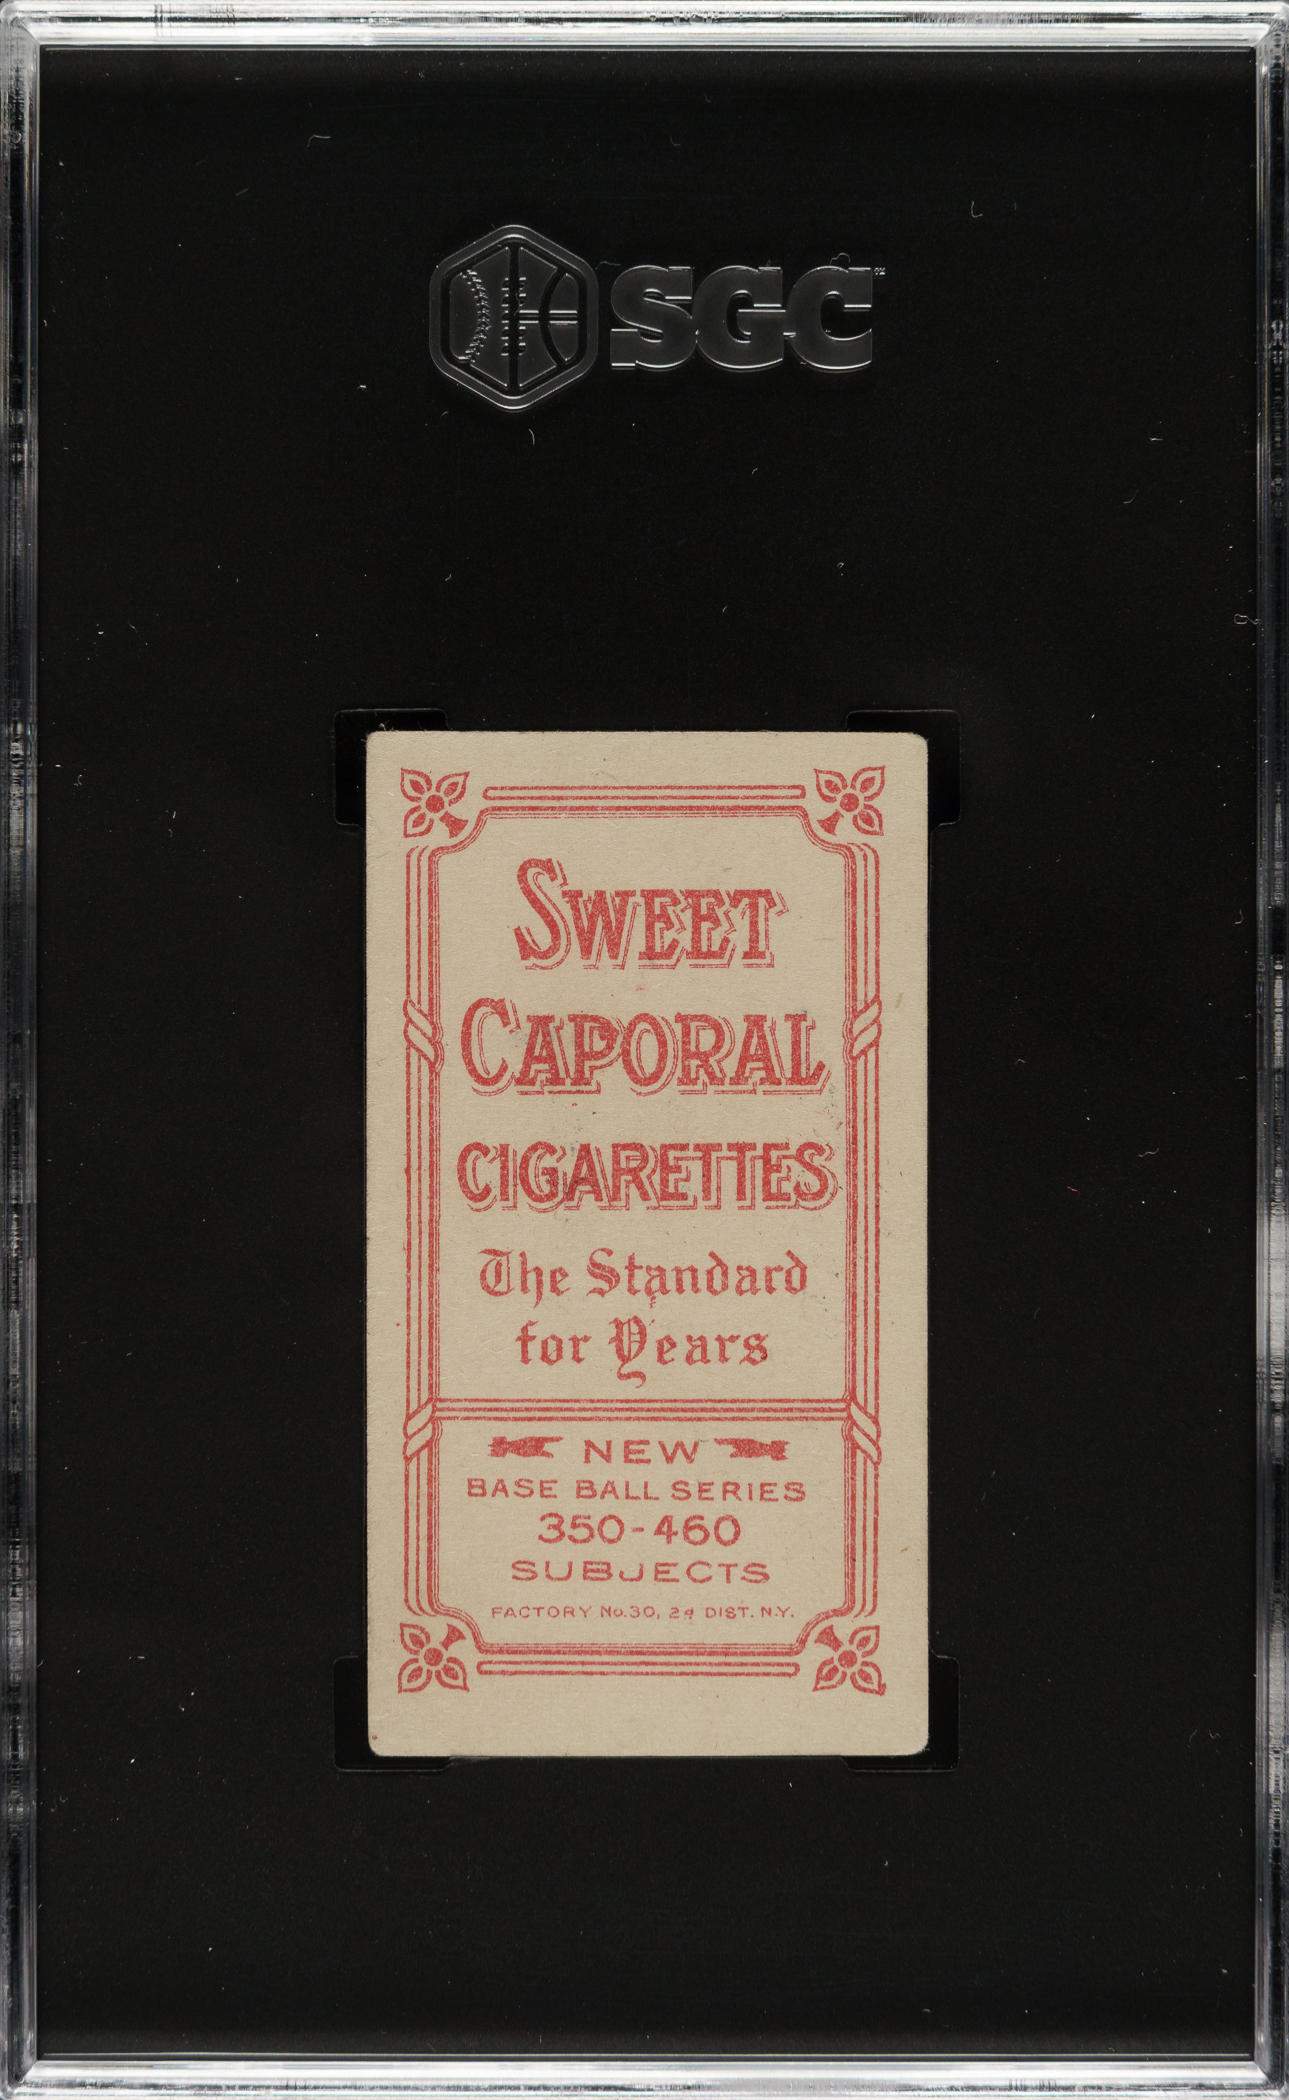 SGC
SWEET
CAPORAL
CIGARETTES
The Standard
for Years
NEW
BASE BALL SERIES
350-460
SUBJECTS
FACTORY No.30, 2d DIST. N.Y.